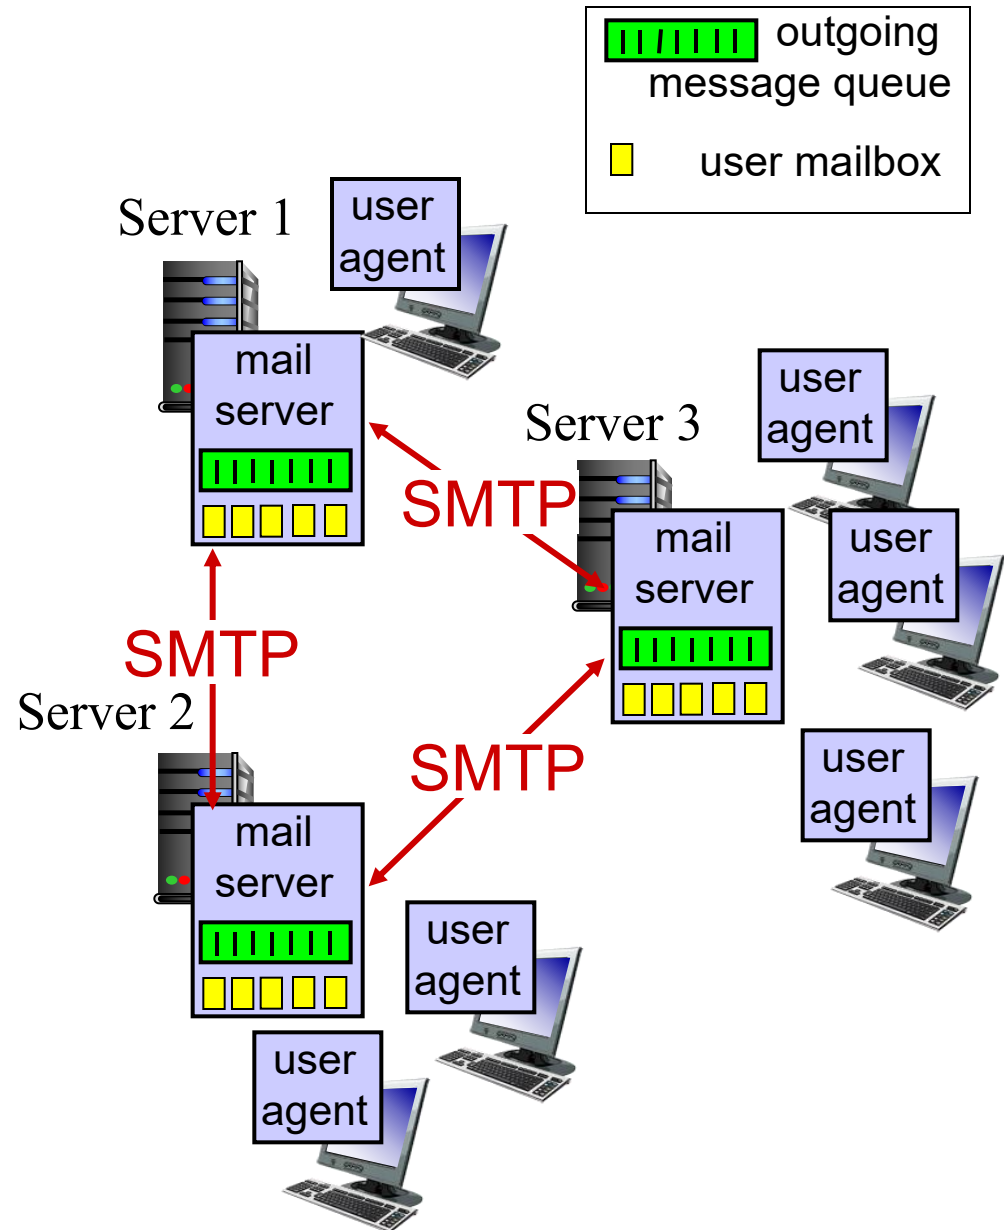 outgoing
message queue
user mailbox
Server 1
user
agent
mail
server
Server 3
user
agent
SMTP
mail
server
user
agent
SMTP
Server 2
SMTP
user
agent
mail
server
user
agent
user
agent